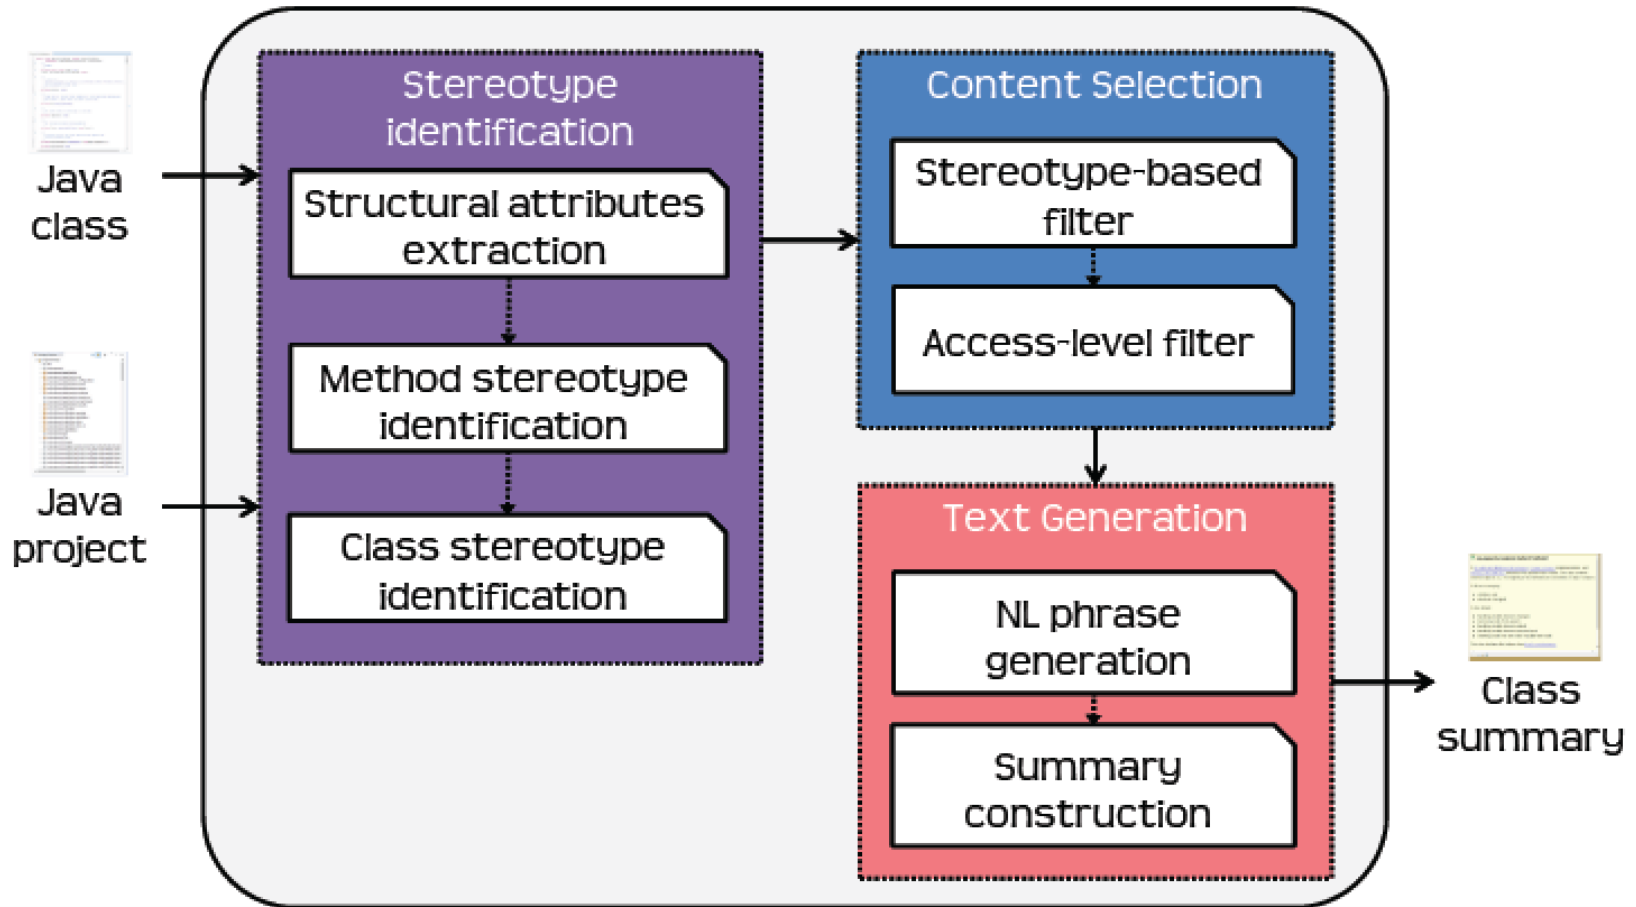 Java
class
Java
project
Stereotype
identification
Structural attributes
extraction
Method stereotype
identification
Class stereotype
identification
Content Selection
Stereotype-based
filter
Access-level filter
Text Generation
NL phrase
generation
Summary
construction
Class
summary